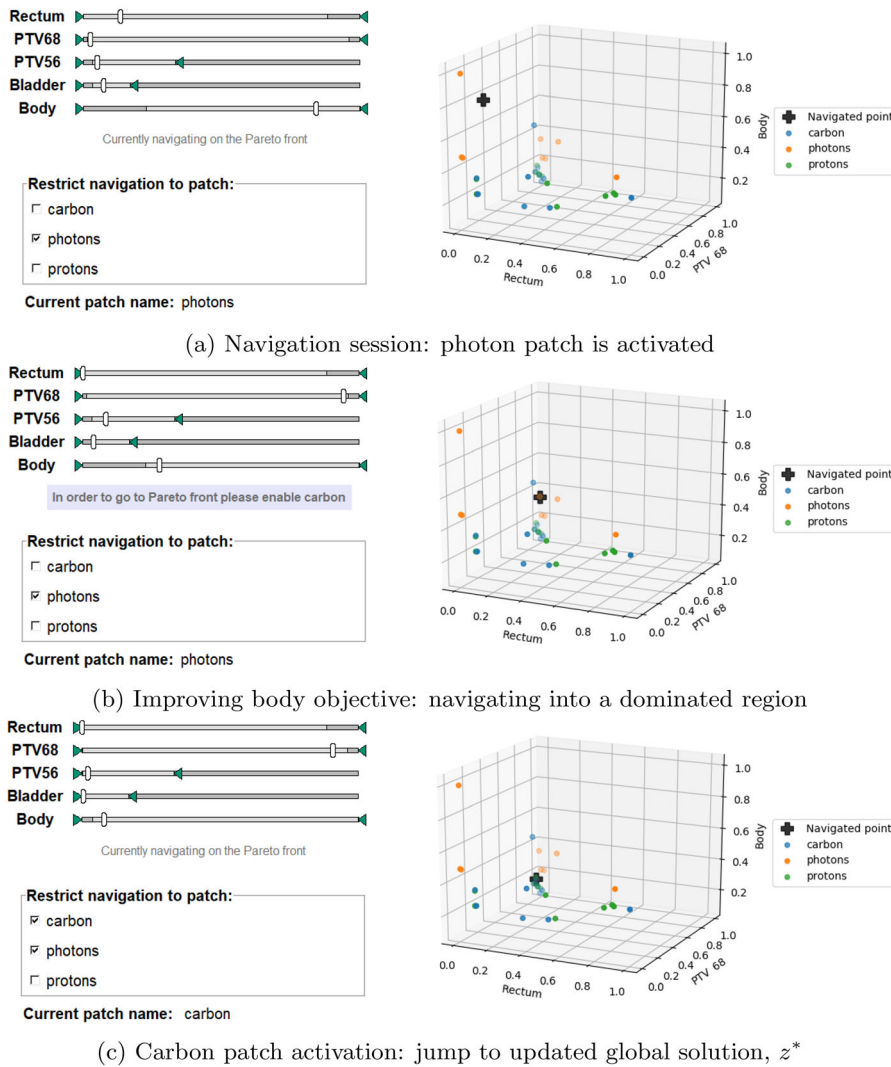 Rectum
PTV68
PTV56
Bladder
Body
Currently navigating on the Pareto front
Restrict navigation to patch:
carbon
photons
protons
Current patch name: photons
1.0
0.8
0.6
0.4
0.2
Body
1.0
0.8
0.6
0.4
0.2
0.0
PTV 68
0.0
0.2
0.4
0.6
0.8
1.0
Rectum
Navigated point
carbon
photons
protons
(a) Navigation session: photon patch is activated
Rectum
PTV68
PTV56
Bladder
Body
In order to go to Pareto front please enable carbon
Restrict navigation to patch:
carbon
photons
protons
Current patch name: photons
1.0
0.8
0.6
0.4
0.2
Body
1.0
0.8
0.6
0.4
0.2
0.0
PTV 68
0.0
0.2
0.4
0.6
0.8
1.0
Rectum
Navigated point
carbon
photons
protons
(b) Improving body objective: navigating into a dominated region
Rectum
PTV68
PTV56
Bladder
Body
Currently navigating on the Pareto front
Restrict navigation to patch:
carbon
photons
protons
Current patch name: carbon
1.0
0.8
0.6
0.4
0.2
Body
1.0
0.8
0.6
0.4
0.2
0.0
PTV 68
0.0
0.2
0.4
0.6
0.8
1.0
Rectum
Navigated point
carbon
photons
protons
(c) Carbon patch activation: jump to updated global solution, z*